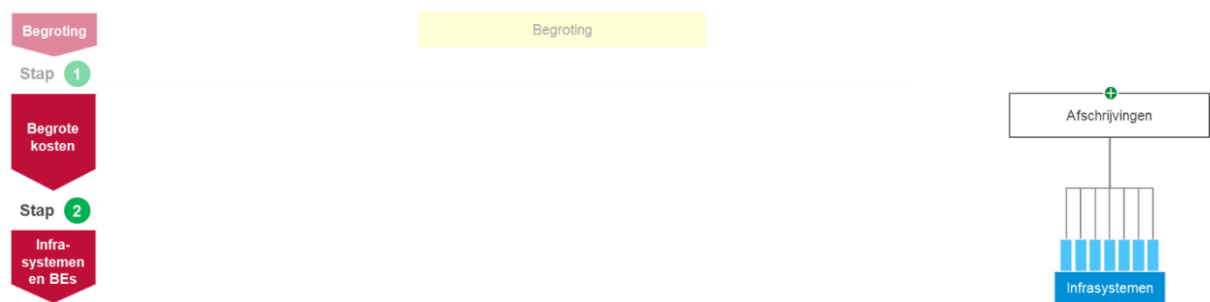 Begroting
Begroting
Stap 1
Begrote
kosten
Afschrijvingen
Stap 2
Infra-
systemen
en BEs
Infrasystemen